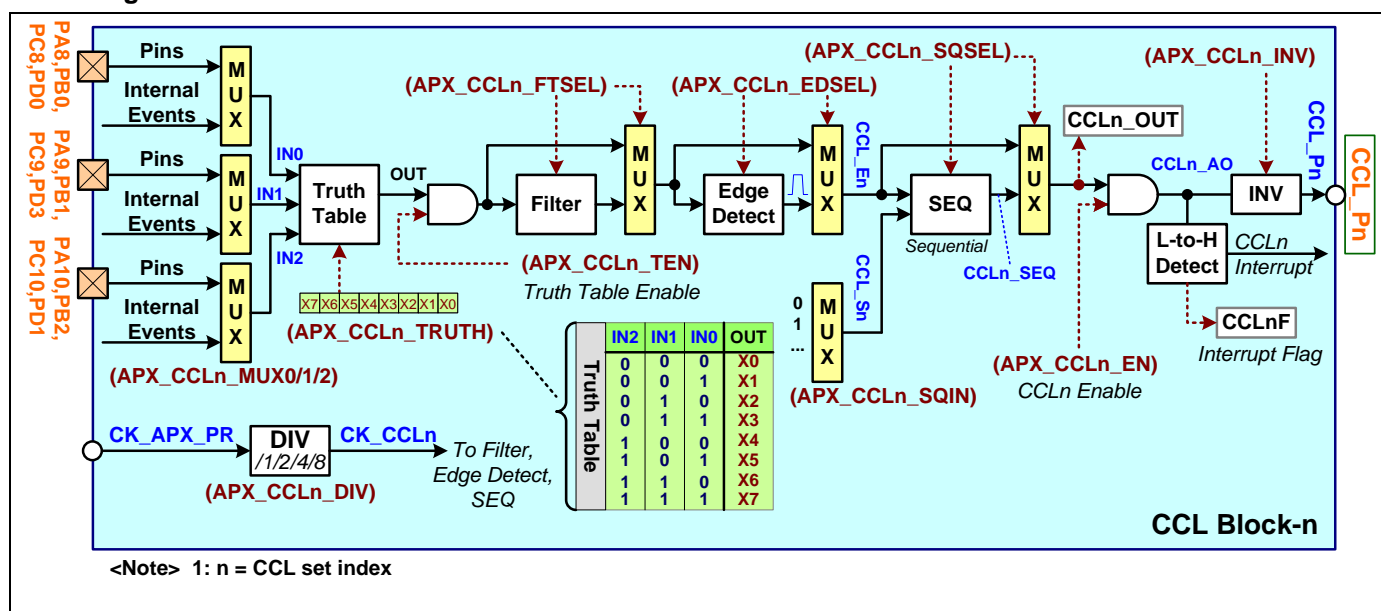 PA8,PB0,
PC8,PD0
PA9,PB1,
PC9,PD3
PA10,PB2,
PC10,PD1
Pins
Internal
Events
MUX
Pins
Internal
Events
MUX
Pins
Internal
Events
MUX
(APX_CCLn_MUX0/1/2)
IN0
IN1
IN2
Truth
Table
OUT
X7 X6 X5 X4 X3 X2 X1 X0
(APX_CCLn_TRUTH)
(APX_CCLn_TEN)
Truth Table Enable
(APX_CCLn_FTSEL)
Filter
MUX
(APX_CCLn_EDSEL)
Edge
Detect
MUX
CCL_En
(APX_CCLn_SQSEL)
SEQ
Sequential
CCLn_SEQ
MUX
CCL_Sn
0
1
...
MUX
(APX_CCLn_SQIN)
CCLn_OUT
(APX_CCLn_EN)
CCLn Enable
CCLn_AO
(APX_CCLn_INV)
INV
CCL_Pn
CCL_Pn
L-to-H
Detect
CCLn
Interrupt
CCLnF
Interrupt Flag
Truth Table
IN2 IN1 IN0 OUT
0 0 0 X0
0 0 1 X1
0 1 0 X2
0 1 1 X3
1 0 0 X4
1 0 1 X5
1 1 0 X6
1 1 1 X7
CK_APX_PR
DIV
/1/2/4/8
(APX_CCLn_DIV)
CK_CCLn
To Filter,
Edge Detect,
SEQ
CCL Block-n
<Note> 1: n = CCL set index